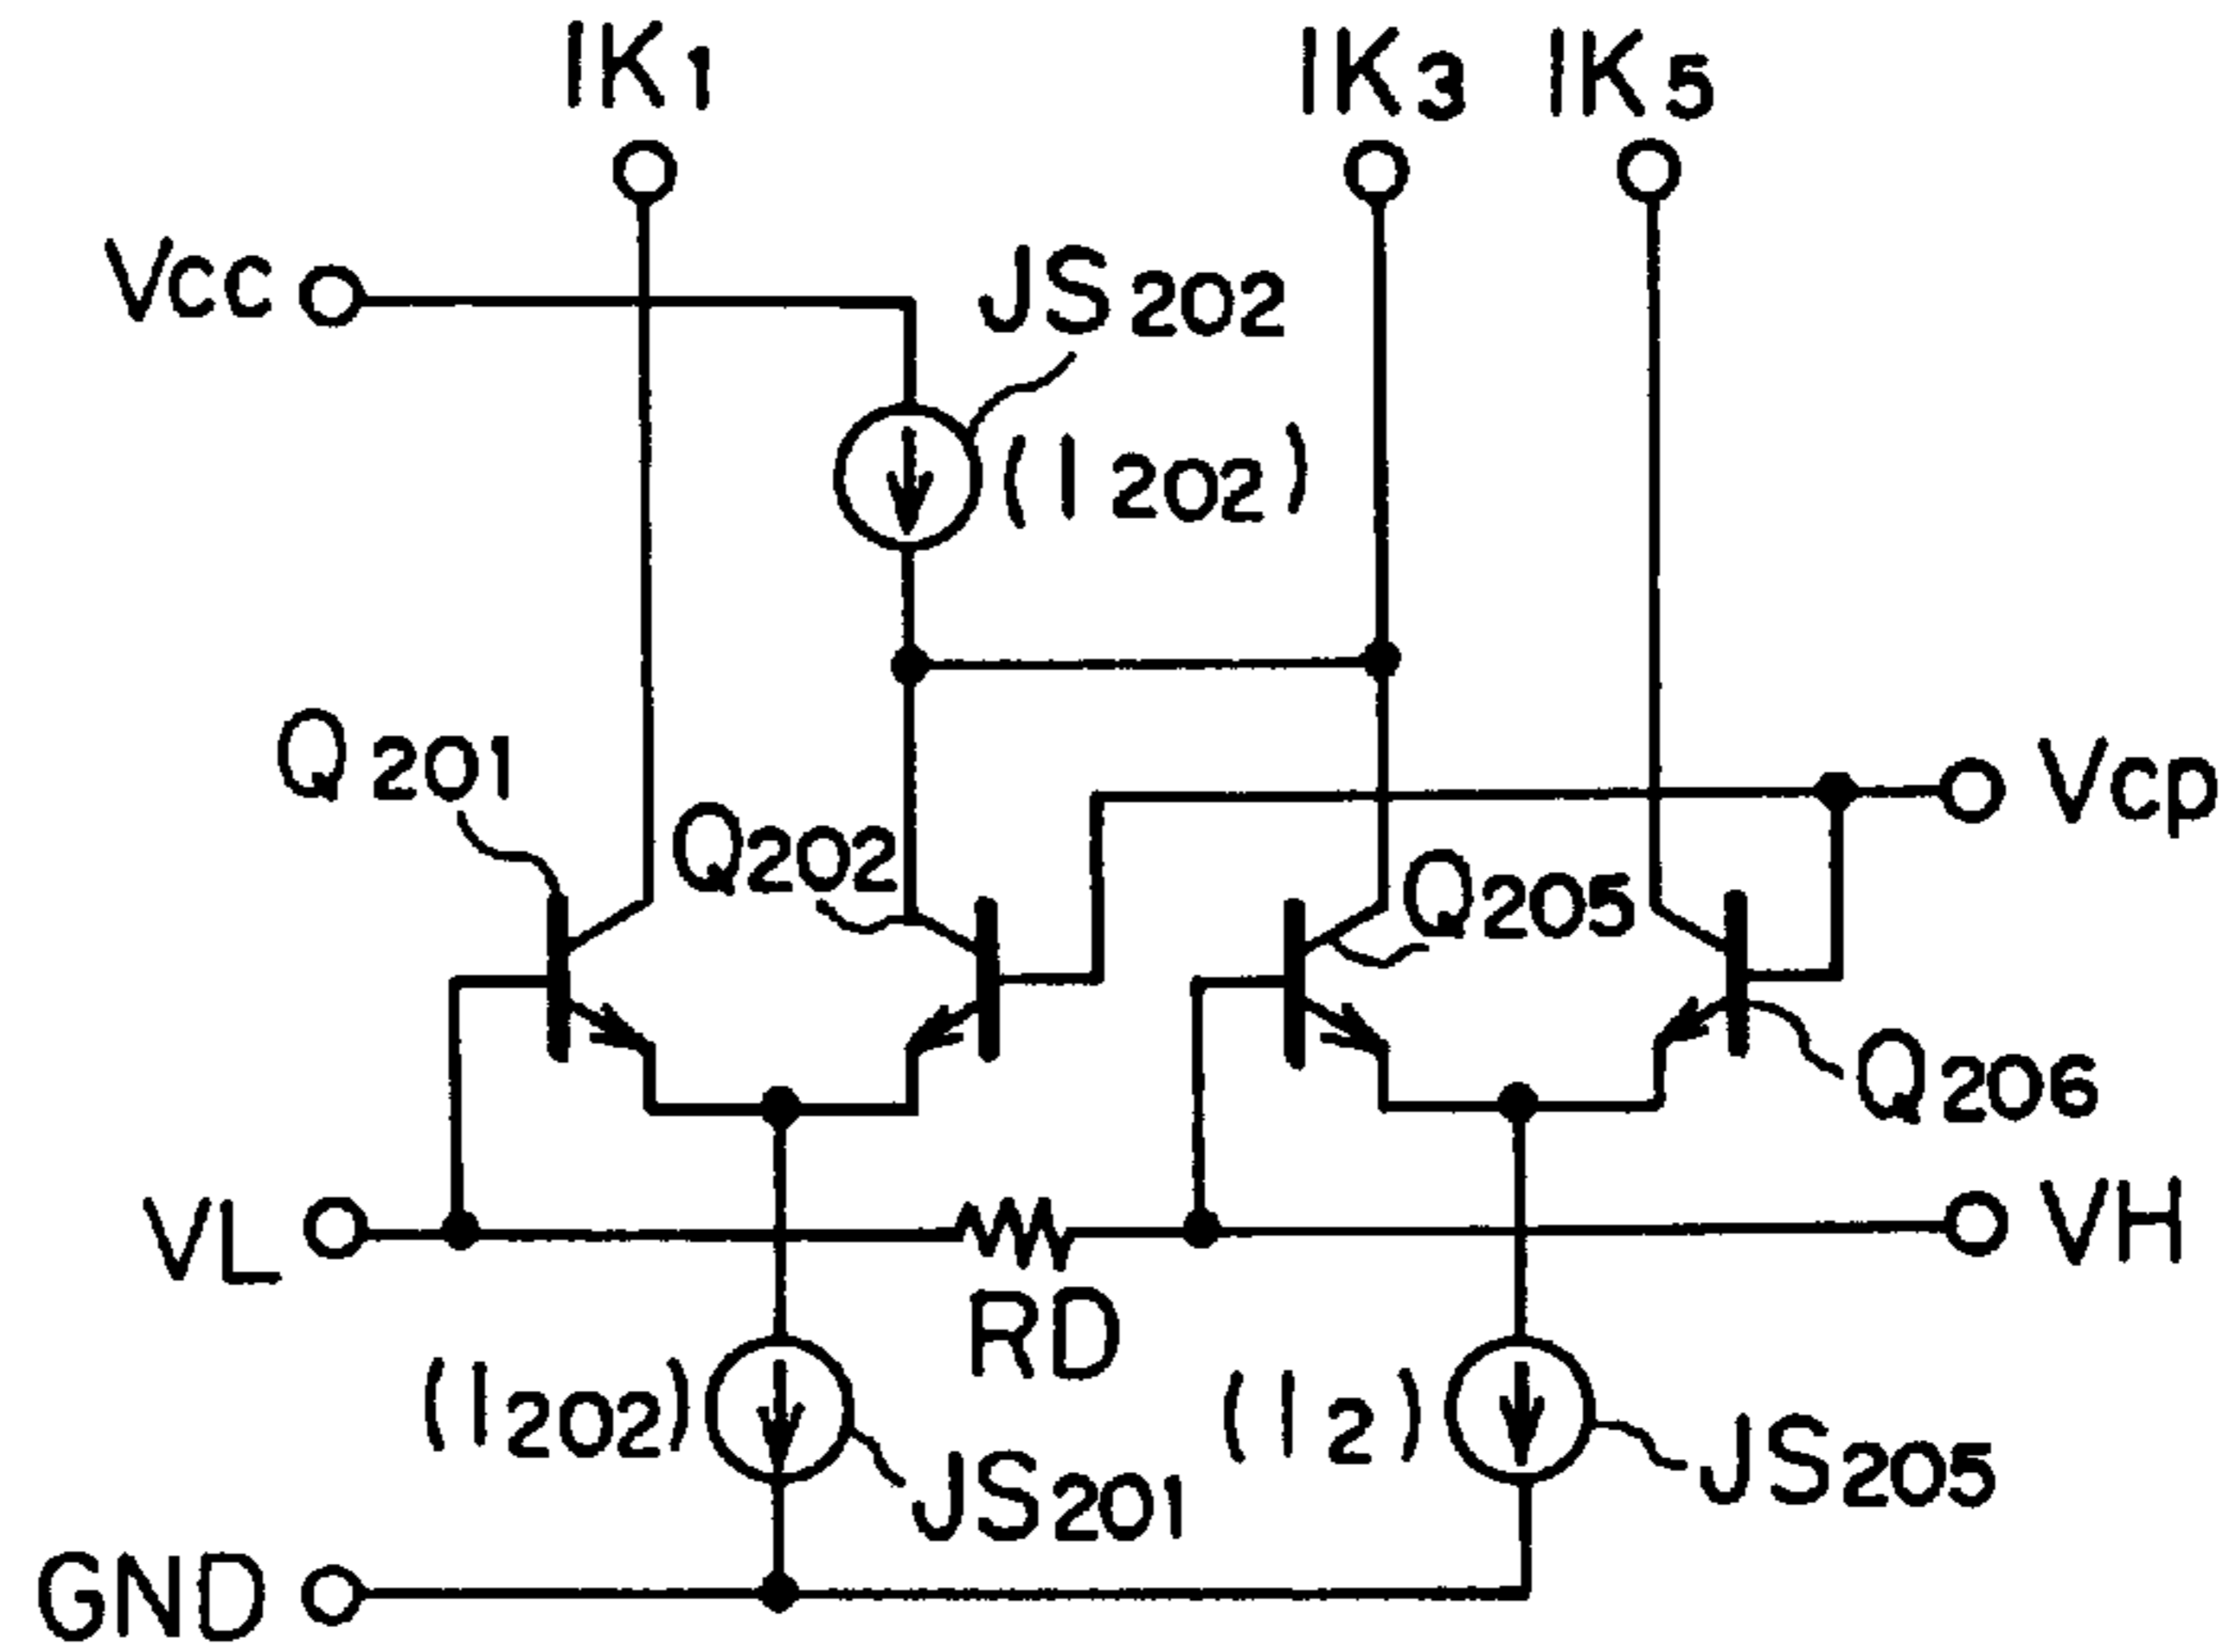 IK1
IK3
IK5
Vcc
JS202
(I202)
Q201
Q202
Vcp
Q205
Q206
VL
VH
RD
(I202)
(I2)
JS201
JS205
GND